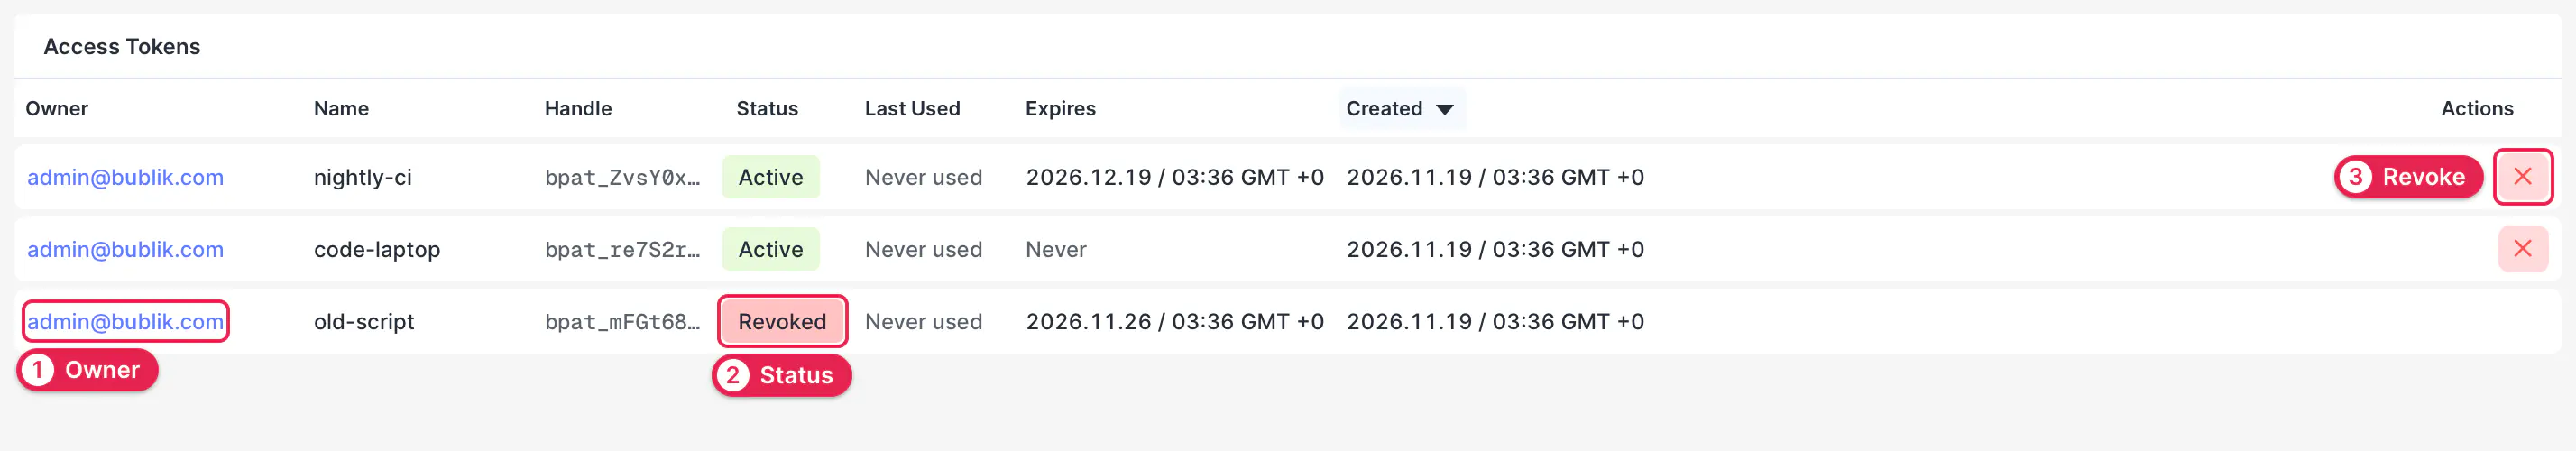 Access Tokens
Owner Name Handle Status Last Used Expires Created Actions
admin@bublik.com nightly-ci bpat_ZvsY0x… Active Never used 2026.12.19 / 03:36 GMT +0 2026.11.19 / 03:36 GMT +0 3 Revoke
admin@bublik.com code-laptop bpat_re7S2r… Active Never used Never 2026.11.19 / 03:36 GMT +0
admin@bublik.com old-script bpat_mFGt68… Revoked Never used 2026.11.26 / 03:36 GMT +0 2026.11.19 / 03:36 GMT +0
1 Owner 2 Status